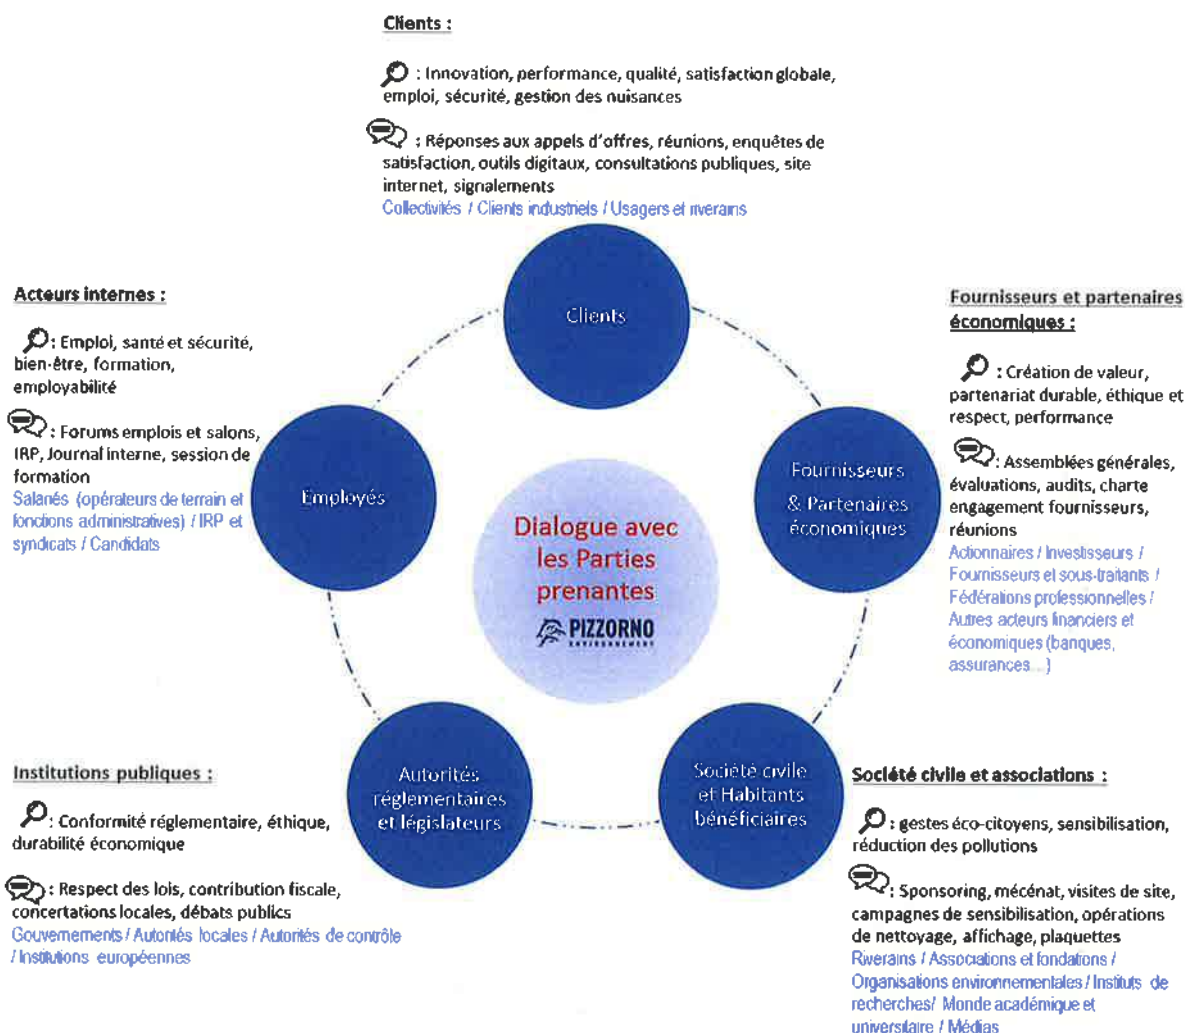 Clients :
: Innovation, performance, qualité, satisfaction globale,
emploi, sécurité, gestion des nuisances
: Réponses aux appels d'offres, réunions, enquêtes de
satisfaction, outils digitaux, consultations publiques, site
internet, signalements
Collectivités / Clients industriels / Usagers et riverains
Clients
Acteurs internes :
: Emploi, santé et sécurité,
bien-être, formation,
employabilité
: Forums emplois et salons,
IRP, Journal interne, session de
formation
Salariés (opérateurs de terrain et
fonctions administratives) / IRP et
syndicats / Candidats
Employés
Fournisseurs et partenaires
économiques :
: Création de valeur,
partenariat durable, éthique et
respect, performance
: Assemblées générales,
évaluations, audits, charte
engagement fournisseurs,
réunions
Actionnaires / Investisseurs /
Fournisseurs et sous-traitants /
Fédérations professionnelles /
Autres acteurs financiers et
économiques (banques,
assurances...)
Fournisseurs
& Partenaires
économiques
Dialogue avec
les Parties
prenantes
PIZZORNO
ENVIRONNEMENT
Institutions publiques :
: Conformité réglementaire, éthique,
durabilité économique
: Respect des lois, contribution fiscale,
concertations locales, débats publics
Gouvernements / Autorités locales / Autorités de contrôle
/ Institutions européennes
Autorités
réglementaires
et législateurs
Société civile
et Habitants
bénéficiaires
Société civile et associations :
: gestes éco-citoyens, sensibilisation,
réduction des pollutions
: Sponsoring, mécénat, visites de site,
campagnes de sensibilisation, opérations
de nettoyage, affichage, plaquettes
Riverains / Associations et fondations /
Organisations environnementales / Instituts de
recherches/ Monde académique et
universitaire / Médias